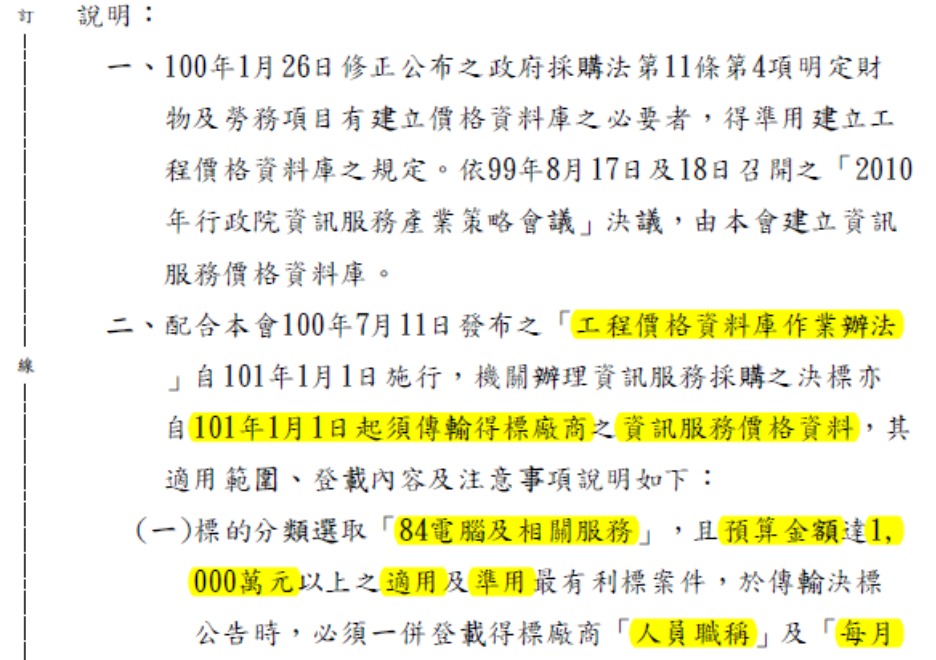 訂
說明：
一、100年1月26日修正公布之政府採購法第11條第4項明定財
物及勞務項目有建立價格資料庫之必要者，得準用建立工
程價格資料庫之規定。依99年8月17日及18日召開之「2010
年行政院資訊服務產業策略會議」決議，由本會建立資訊
服務價格資料庫。
二、配合本會100年7月11日發布之「工程價格資料庫作業辦法
」自101年1月1日施行，機關辦理資訊服務採購之決標亦
線
自101年1月1日起須傳輸得標廠商之資訊服務價格資料，其
適用範圍、登載內容及注意事項說明如下：
(一)標的分類選取「84電腦及相關服務」，且預算金額達1,
000萬元以上之適用及準用最有利標案件，於傳輸決標
公告時，必須一併登載得標廠商「人員職稱」及「每月